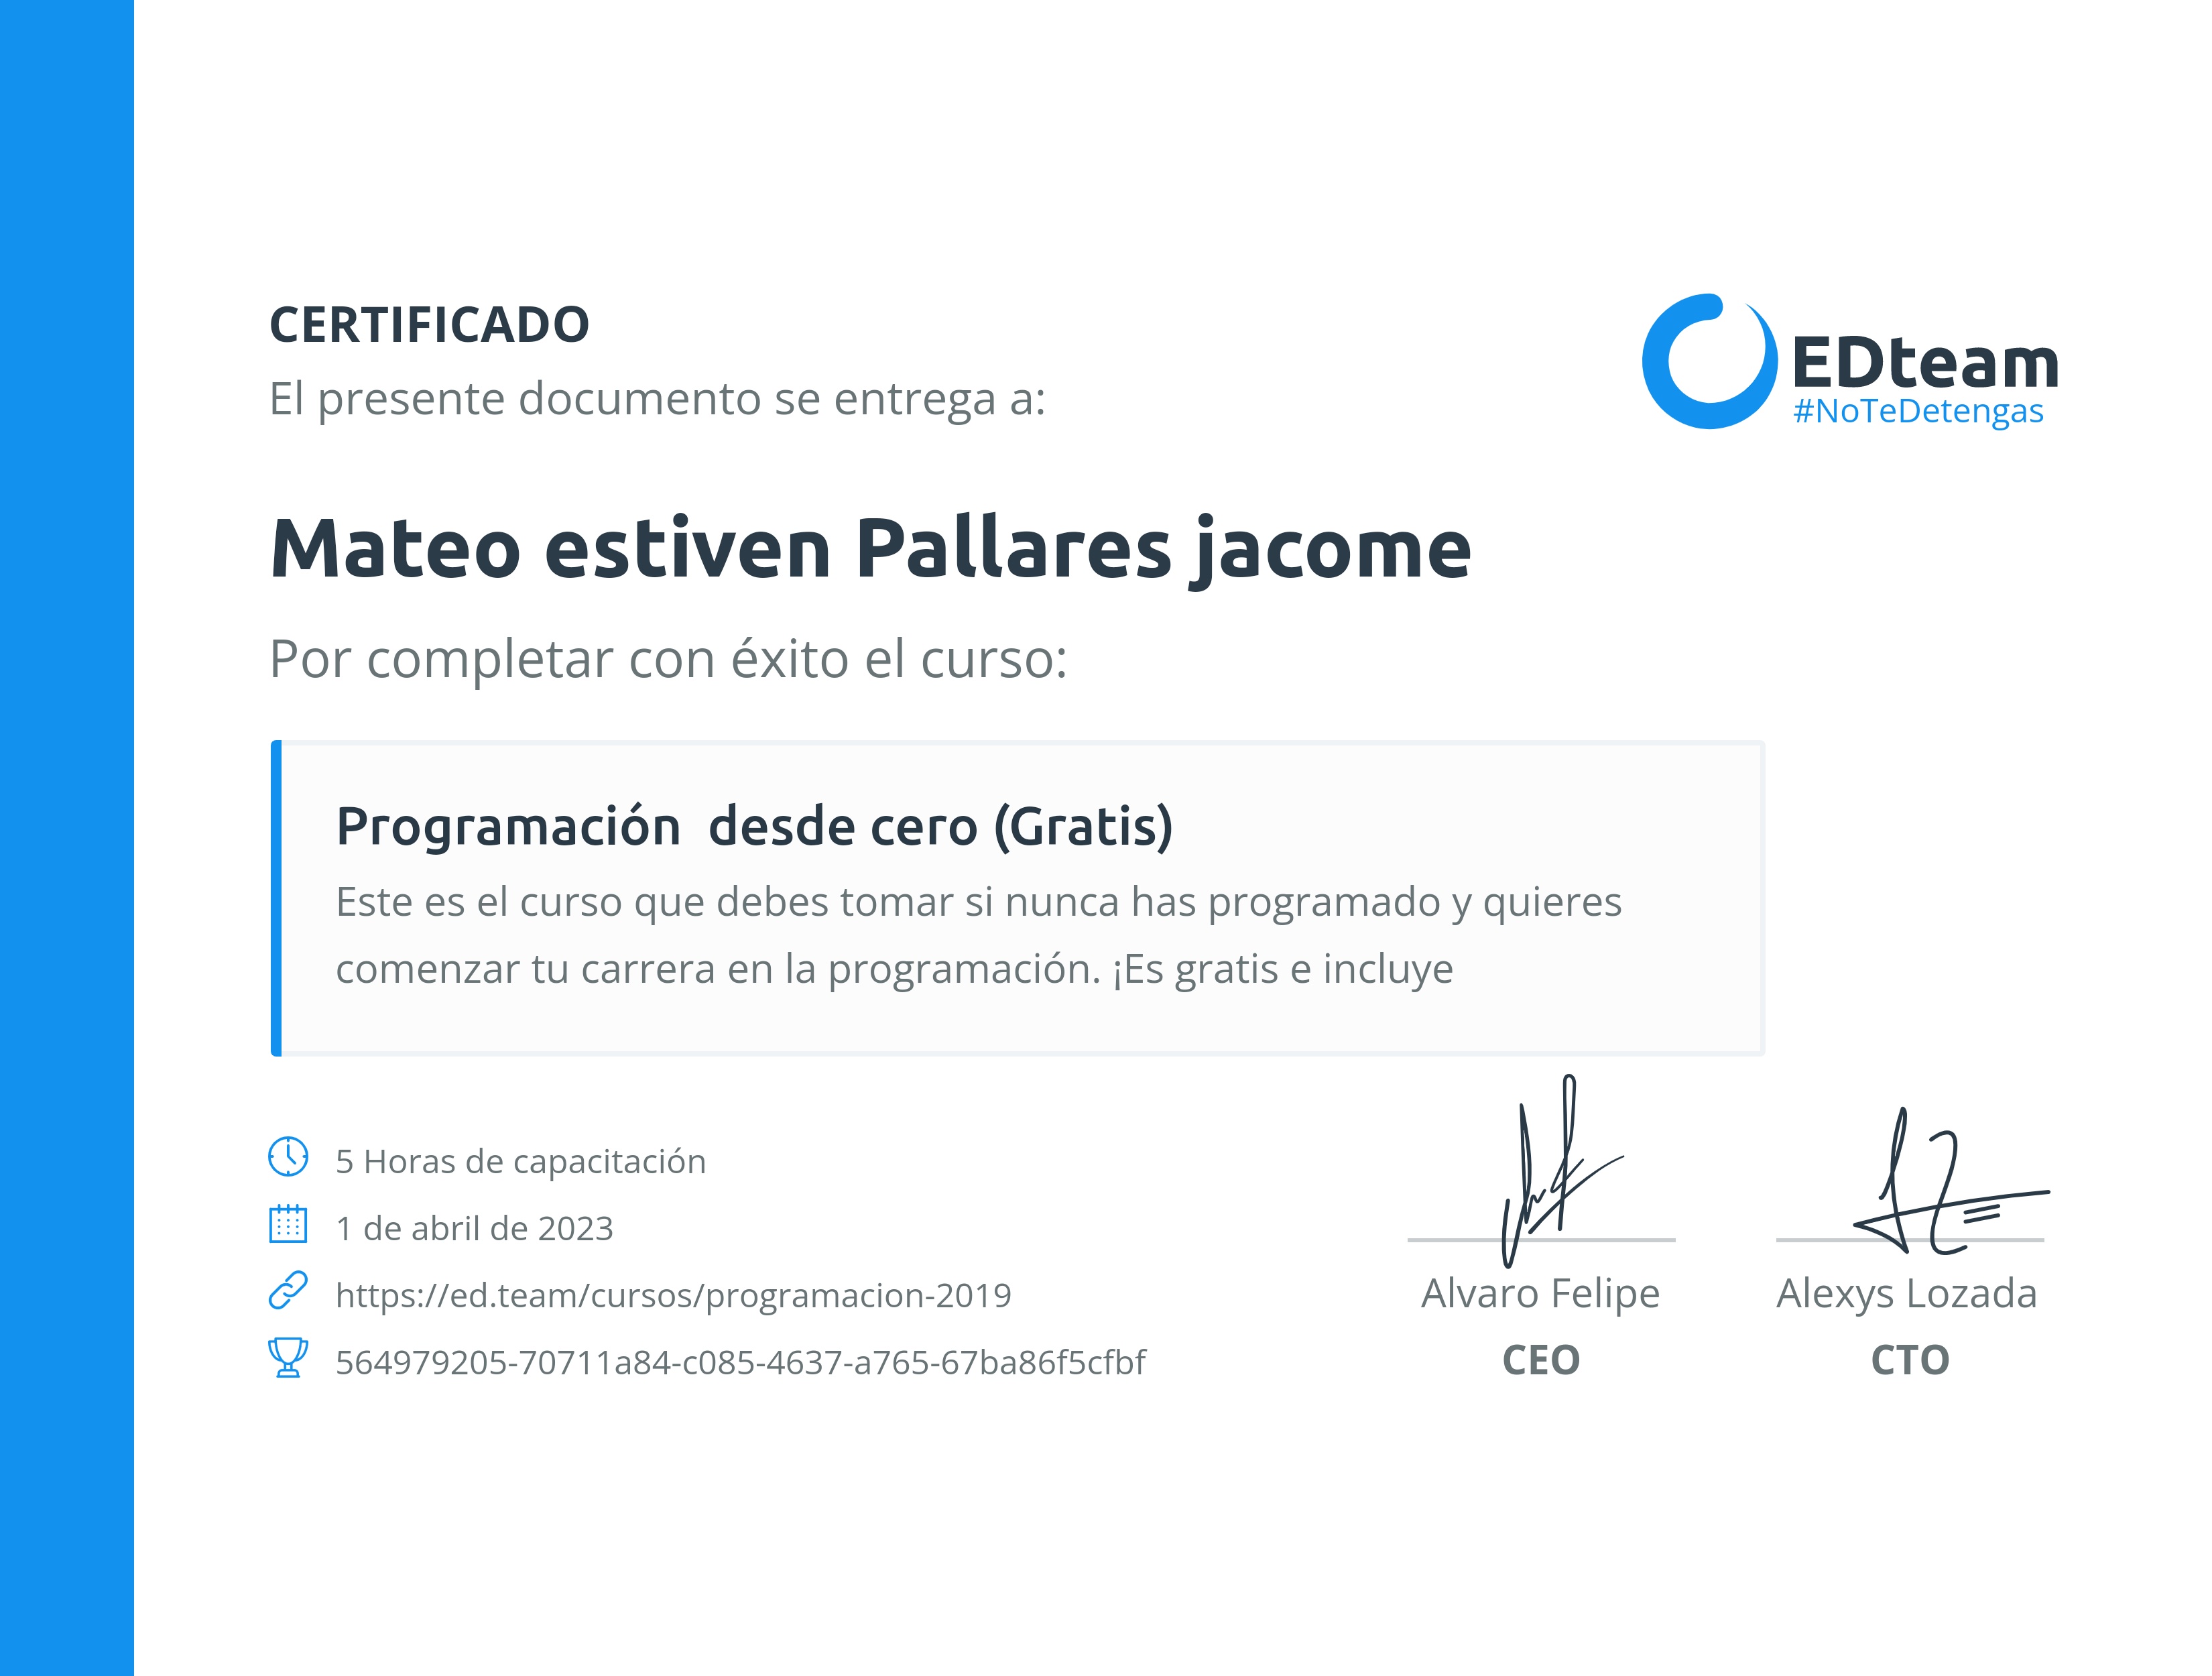 CERTIFICADO
El presente documento se entrega a:
EDteam
#NoTeDetengas
Mateo estiven Pallares jacome
Por completar con éxito el curso:
Programación  desde cero (Gratis)
Este es el curso que debes tomar si nunca has programado y quieres
comenzar tu carrera en la programación. ¡Es gratis e incluye
5 Horas de capacitación
1 de abril de 2023
https://ed.team/cursos/programacion-2019
564979205-70711a84-c085-4637-a765-67ba86f5cfbf
Alvaro Felipe
CEO
Alexys Lozada
CTO